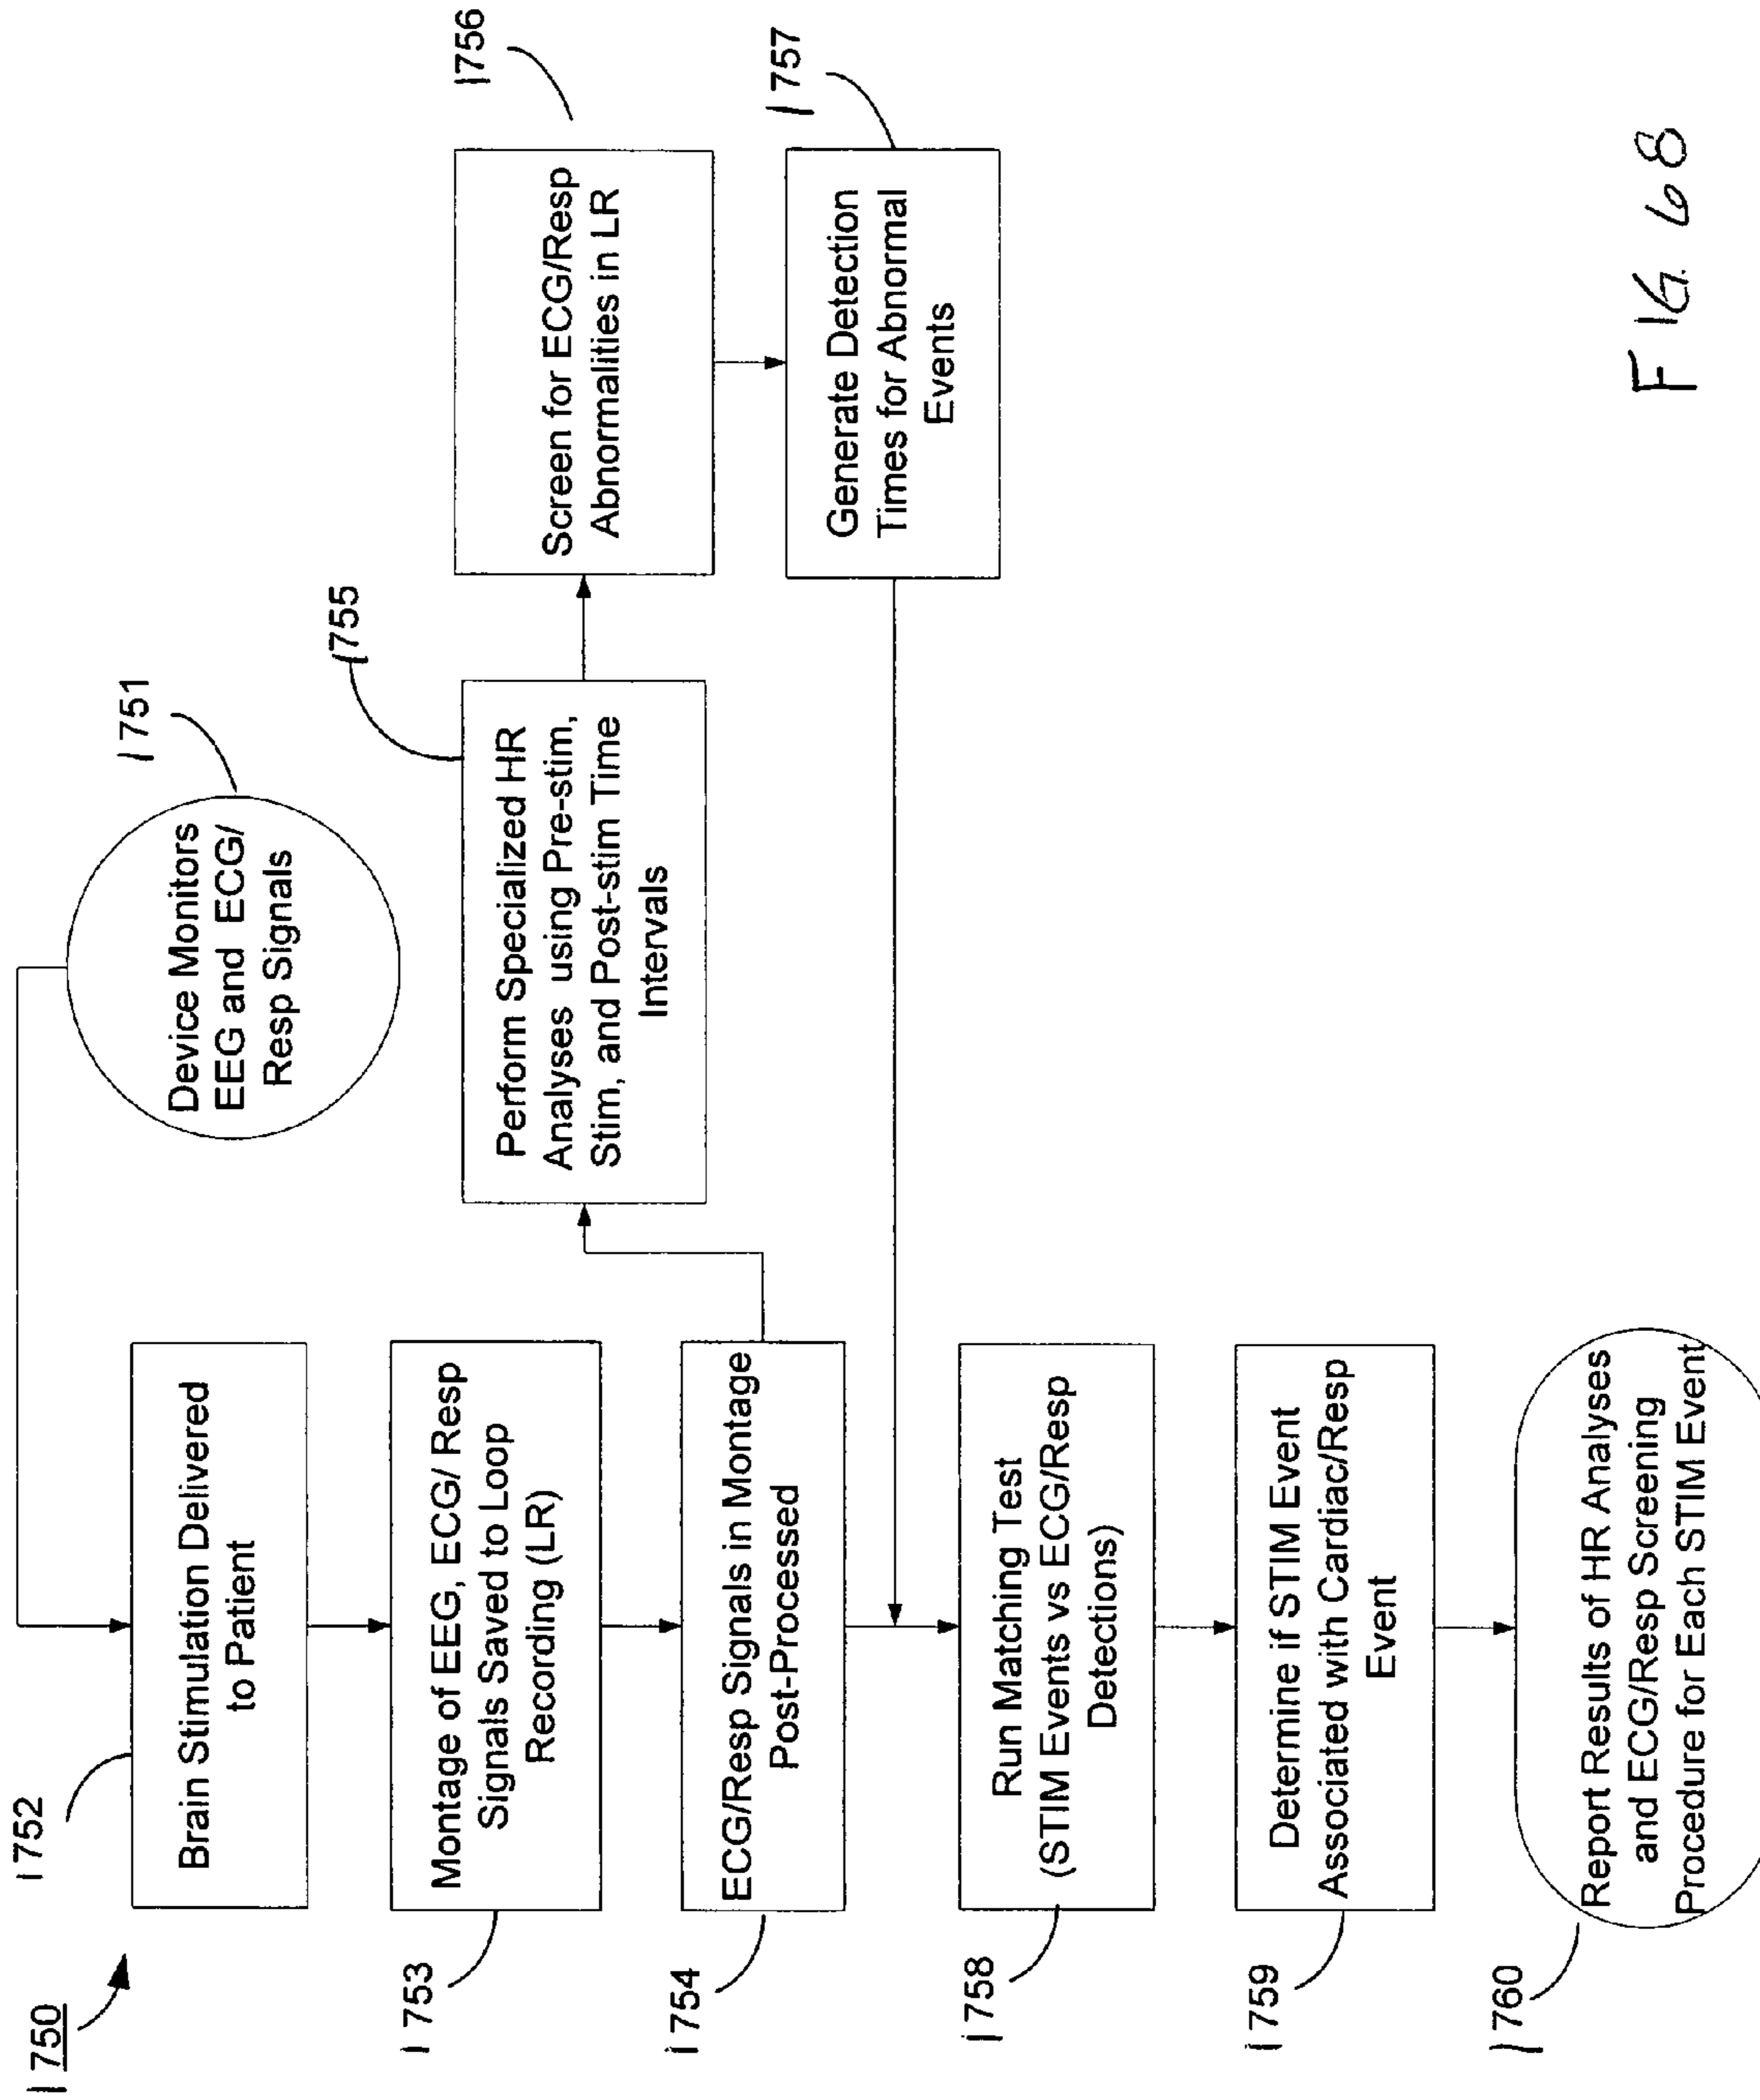 1750
1751
Device Monitors
EEG and ECG/
Resp Signals
1752
Brain Stimulation Delivered
to Patient
1753
Montage of EEG, ECG/ Resp
Signals Saved to Loop
Recording (LR)
1754
ECG/Resp Signals in Montage
Post-Processed
1755
Perform Specialized HR
Analyses using Pre-stim,
Stim, and Post-stim Time
Intervals
1756
Screen for ECG/Resp
Abnormalities in LR
1757
Generate Detection
Times for Abnormal
Events
1758
Run Matching Test
(STIM Events vs ECG/Resp
Detections)
1759
Determine if STIM Event
Associated with Cardiac/Resp
Event
1760
Report Results of HR Analyses
and ECG/Resp Screening
Procedure for Each STIM Event
FIG. 68